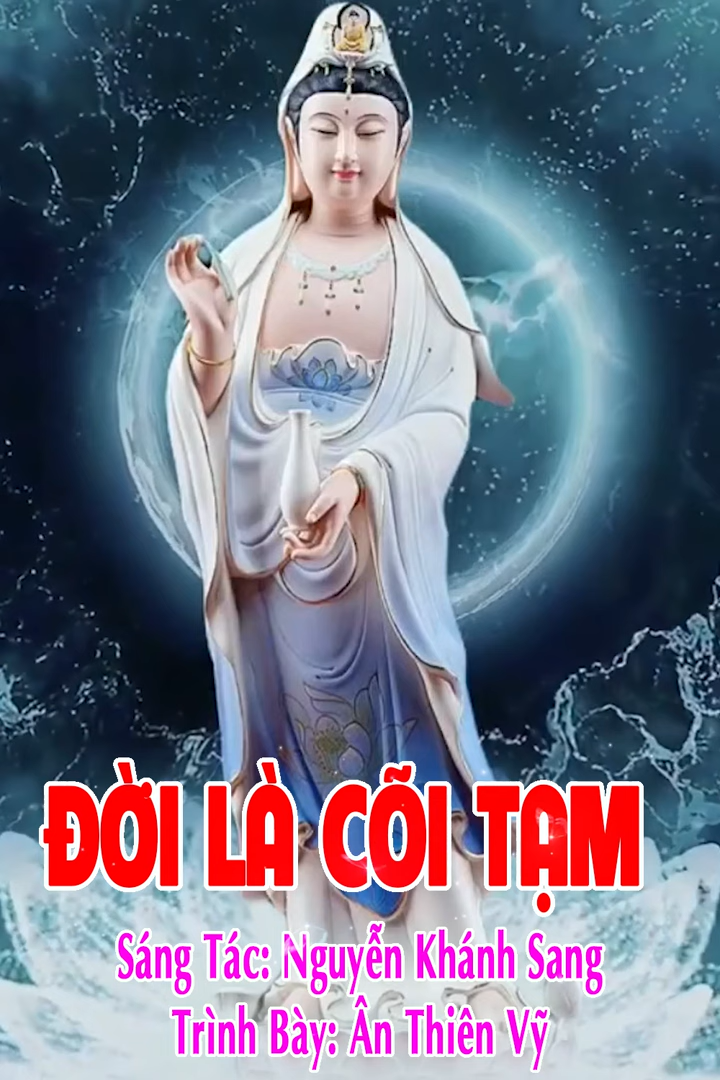 ĐỜI LÀ CÕI TẠM
Sáng Tác: Nguyễn Khánh Sang
Trình Bày: Ân Thiên Vỹ